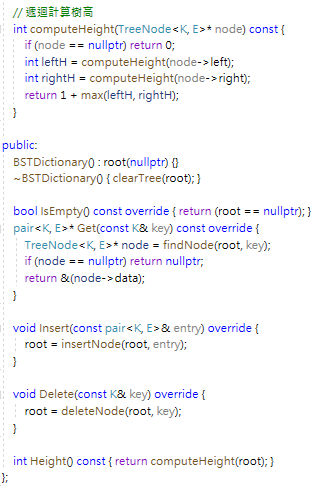 // 遞迴計算樹高
int computeHeight(TreeNode<K, E>* node) const {
if (node == nullptr) return 0;
int leftH = computeHeight(node->left);
int rightH = computeHeight(node->right);
return 1 + max(leftH, rightH);
}
public:
BSTDictionary() : root(nullptr) {}
~BSTDictionary() { clearTree(root); }
bool IsEmpty() const override { return (root == nullptr); }
pair<K, E>* Get(const K& key) const override {
TreeNode<K, E>* node = findNode(root, key);
if (node == nullptr) return nullptr;
return &(node->data);
}
void Insert(const pair<K, E>& entry) override {
root = insertNode(root, entry);
}
void Delete(const K& key) override {
root = deleteNode(root, key);
}
int Height() const { return computeHeight(root); }
};